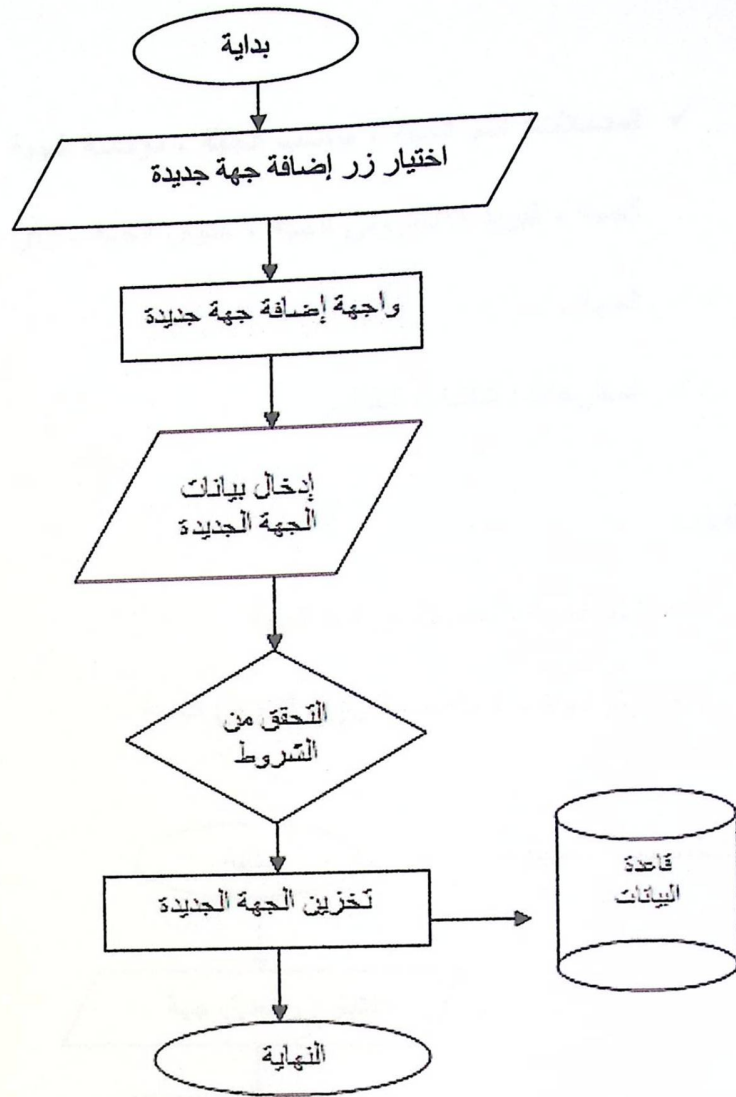 بداية
اختيار زر إضافة جهة جديدة
واجهة إضافة جهة جديدة
إدخال بيانات
الجهة الجديدة
التحقق من
الشروط
تخزين الجهة الجديدة
قاعدة
البيانات
النهاية